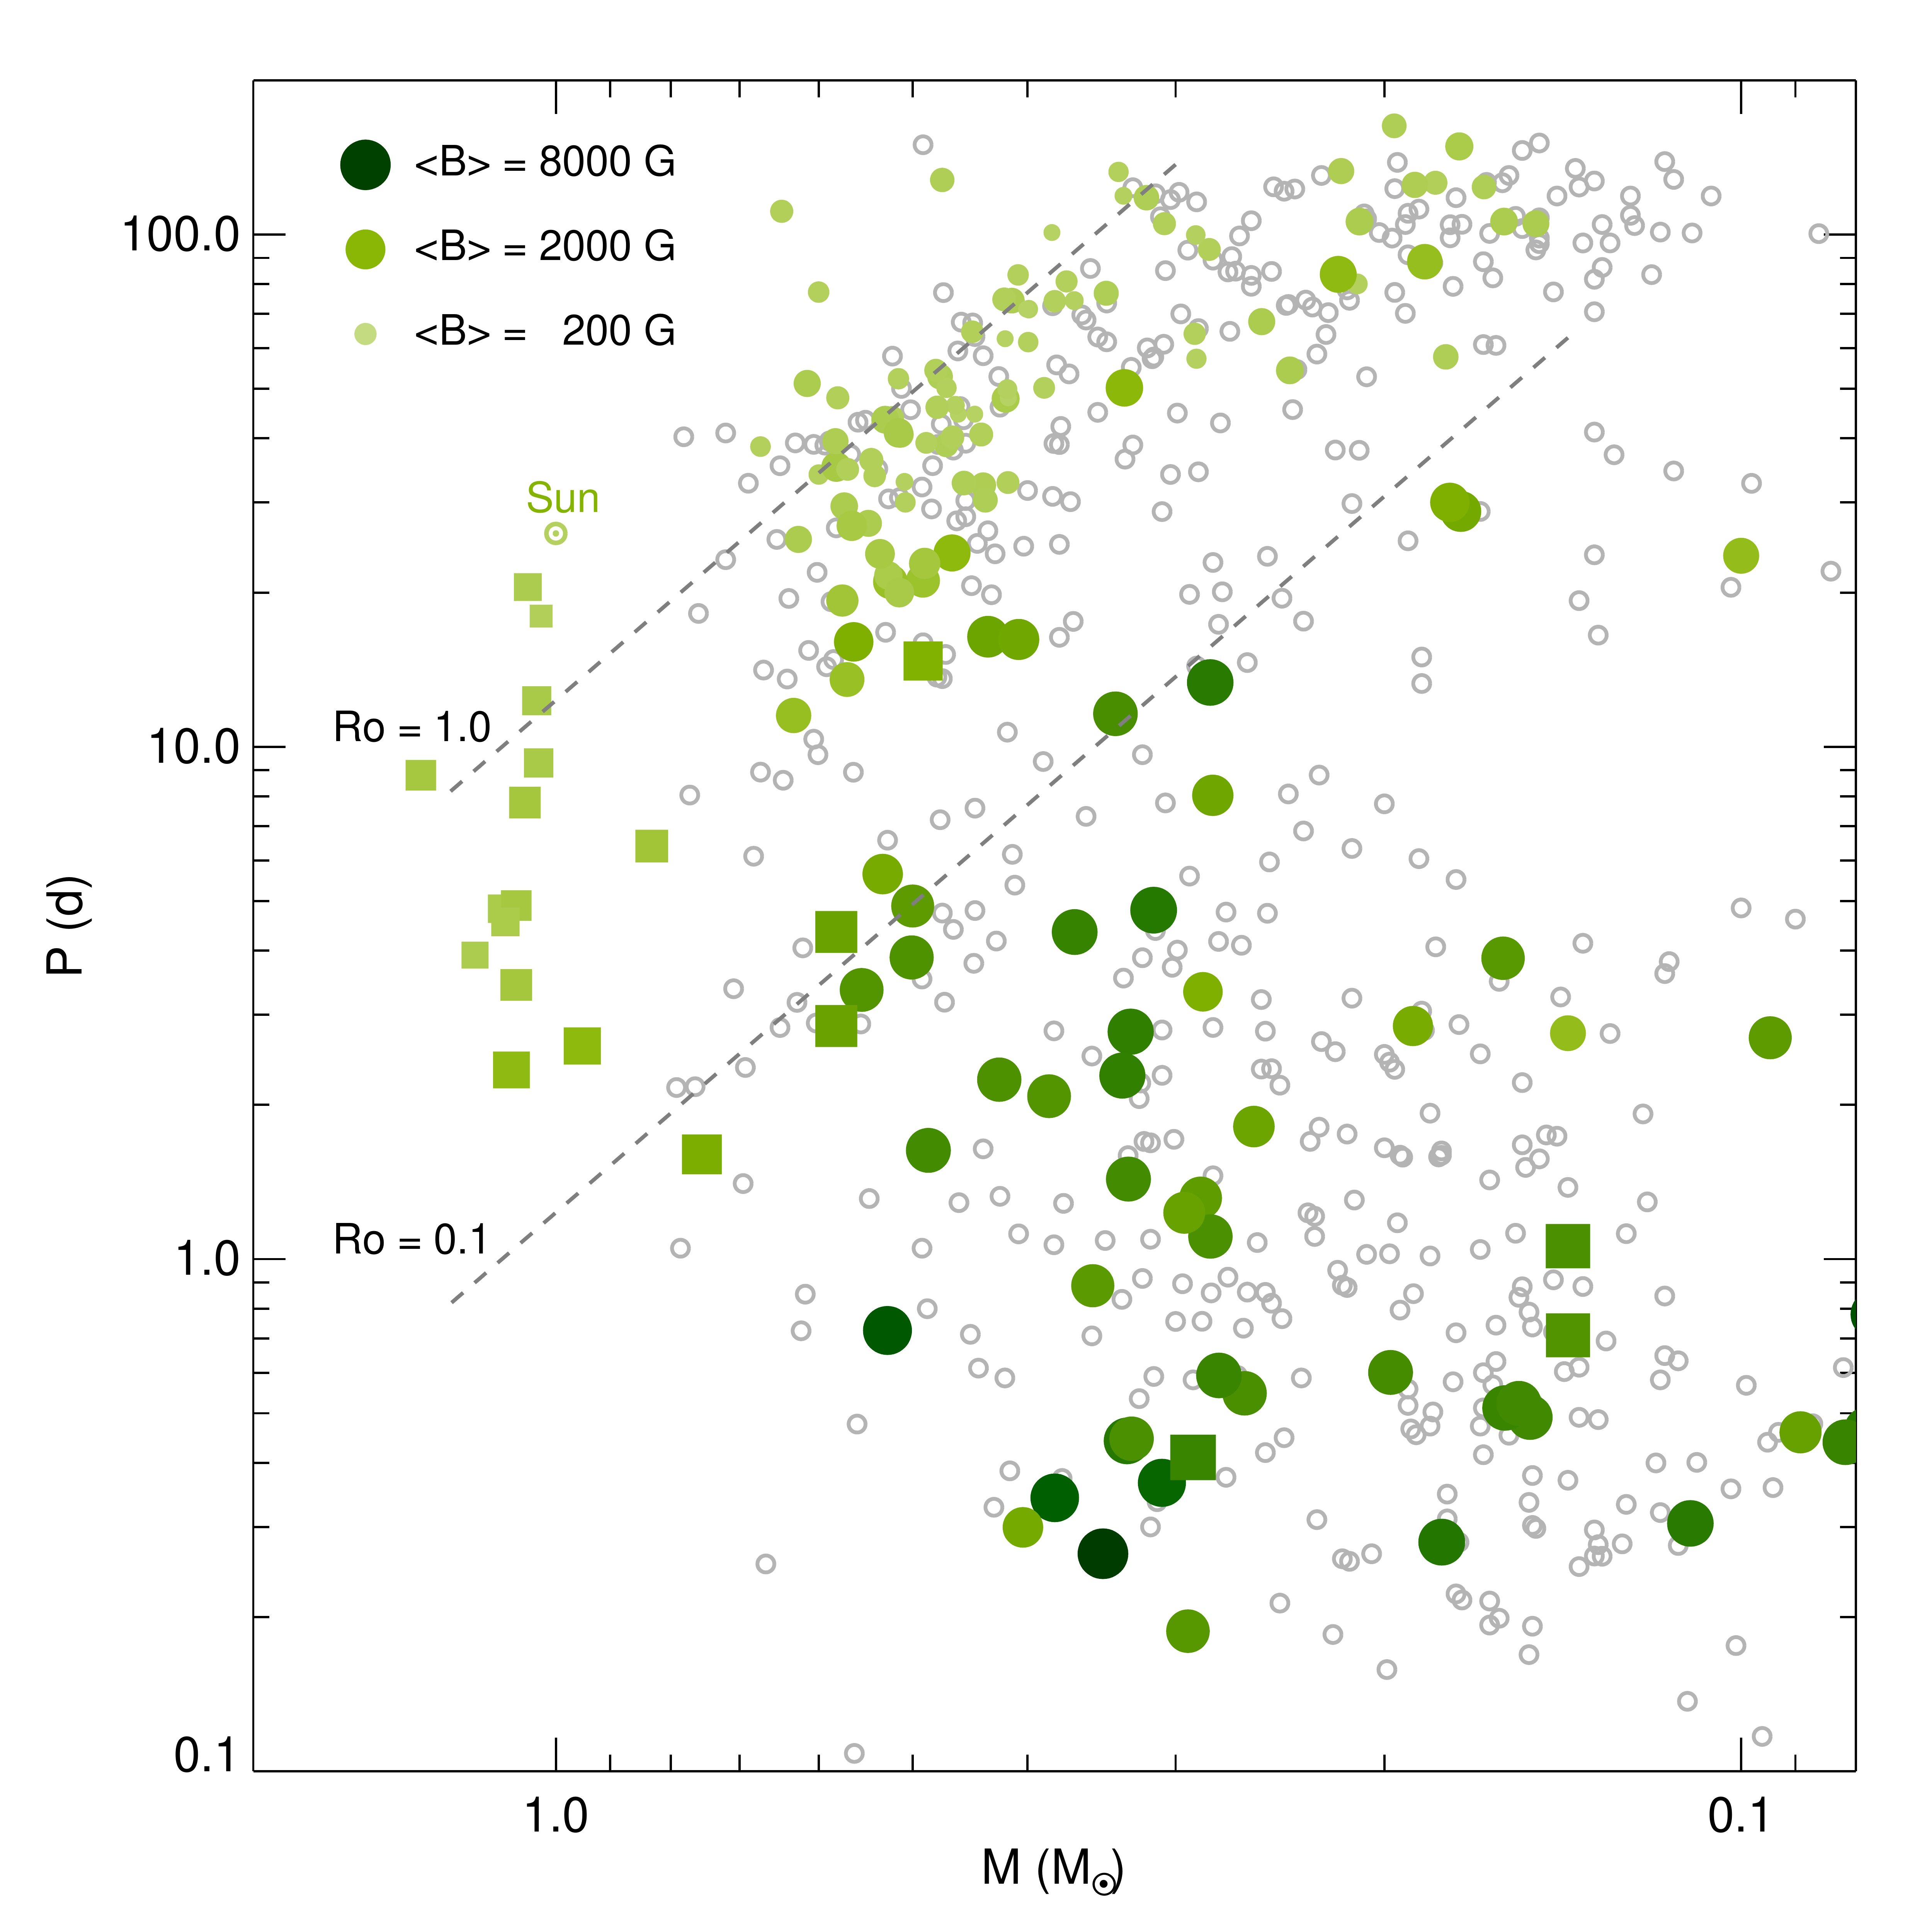 <B> = 8000 G
<B> = 2000 G
<B> = 200 G
100.0
Sun
Ro = 1.0
10.0
P (d)
Ro = 0.1
1.0
0.1
1.0
0.1
M (M☉)